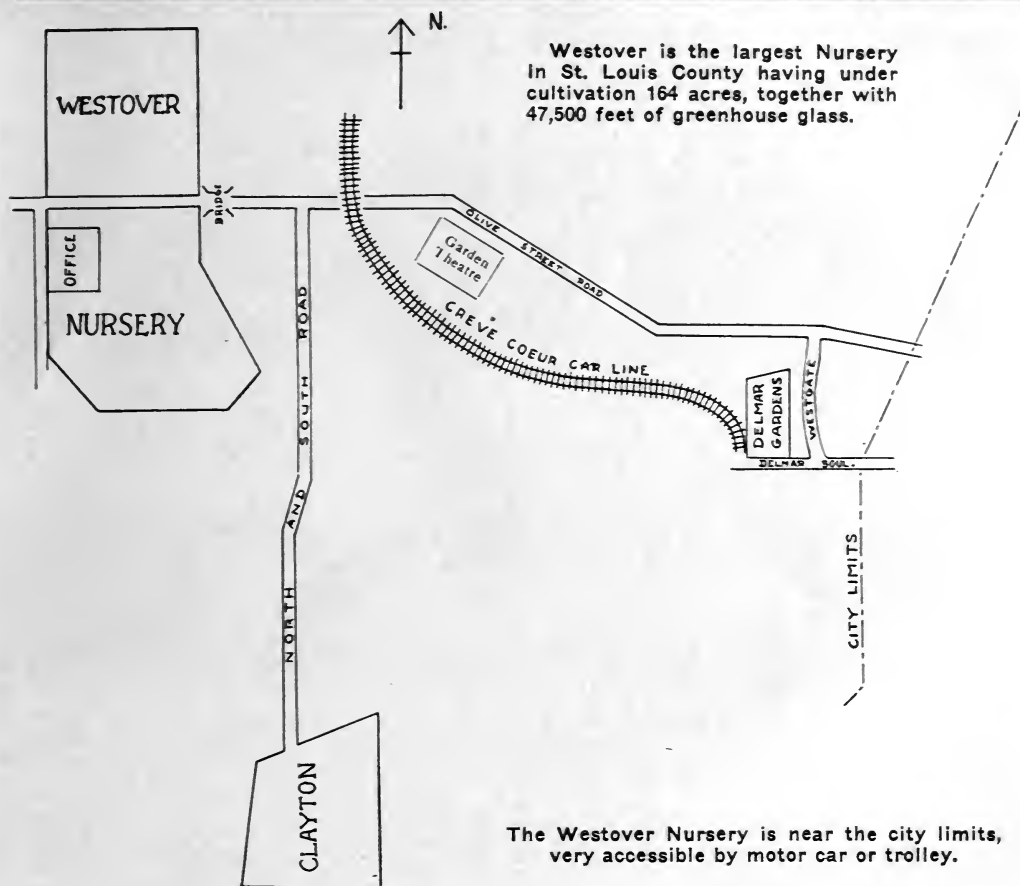 N.
Westover is the largest Nursery
in St. Louis County having under
cultivation 164 acres, together with
47,500 feet of greenhouse glass.
WESTOVER
BRIDGE
OFFICE
NURSERY
OLIVE STREET ROAD
Garden
Theatre
CREVE COEUR CAR LINE
NORTH AND SOUTH ROAD
DELMAR
GARDENS
WESTGATE
DELMAR BOUL.
CITY LIMITS
CLAYTON
The Westover Nursery is near the city limits,
very accessible by motor car or trolley.